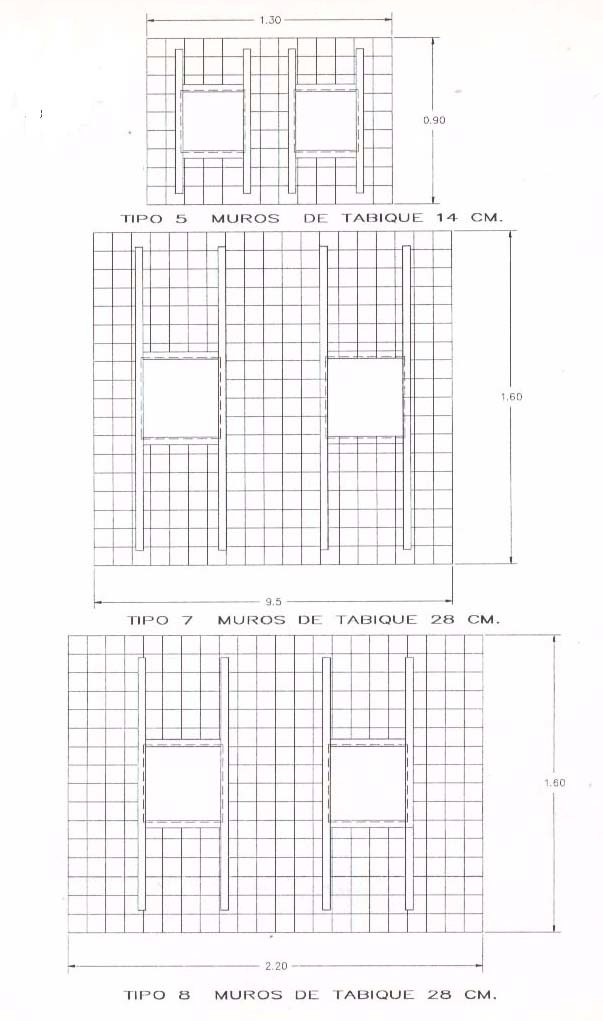 1.30
0.90
TIPO 5 MUROS DE TABIQUE 14 CM.
1.60
9.5
TIPO 7 MUROS DE TABIQUE 28 CM.
1.60
2.20
TIPO 8 MUROS DE TABIQUE 28 CM.